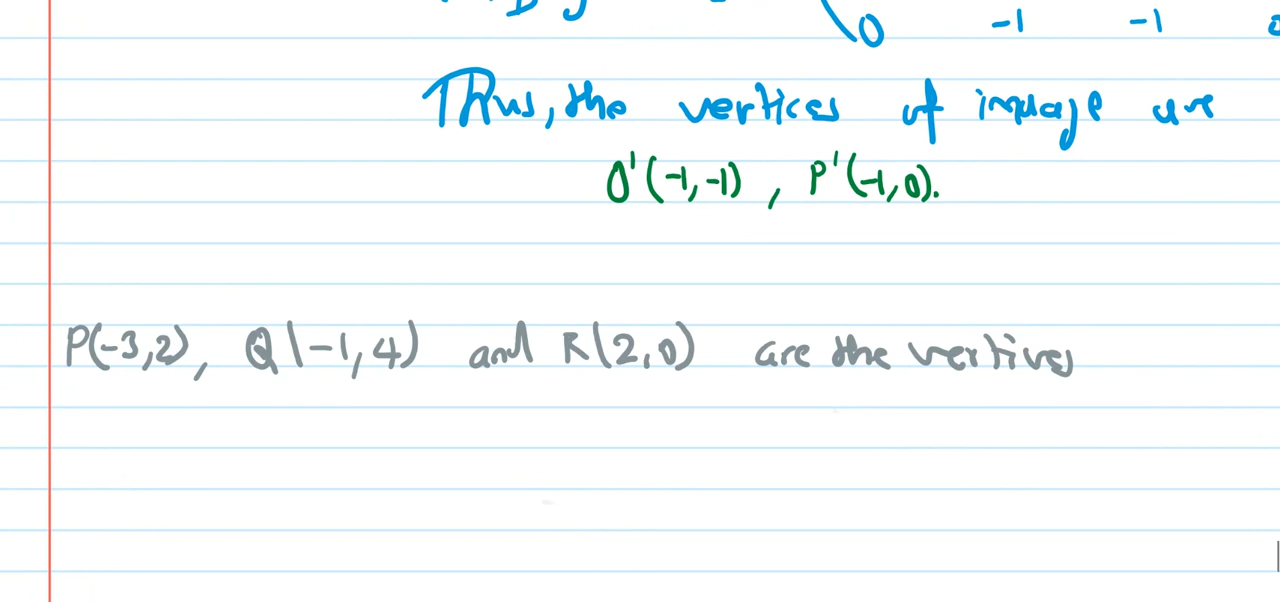 0 -1 -1
Thus, the vertices of image are
O'(-1,-1) , P'(-1,0).
P(-3,2), Q(-1,4) and R(2,0) are the vertives